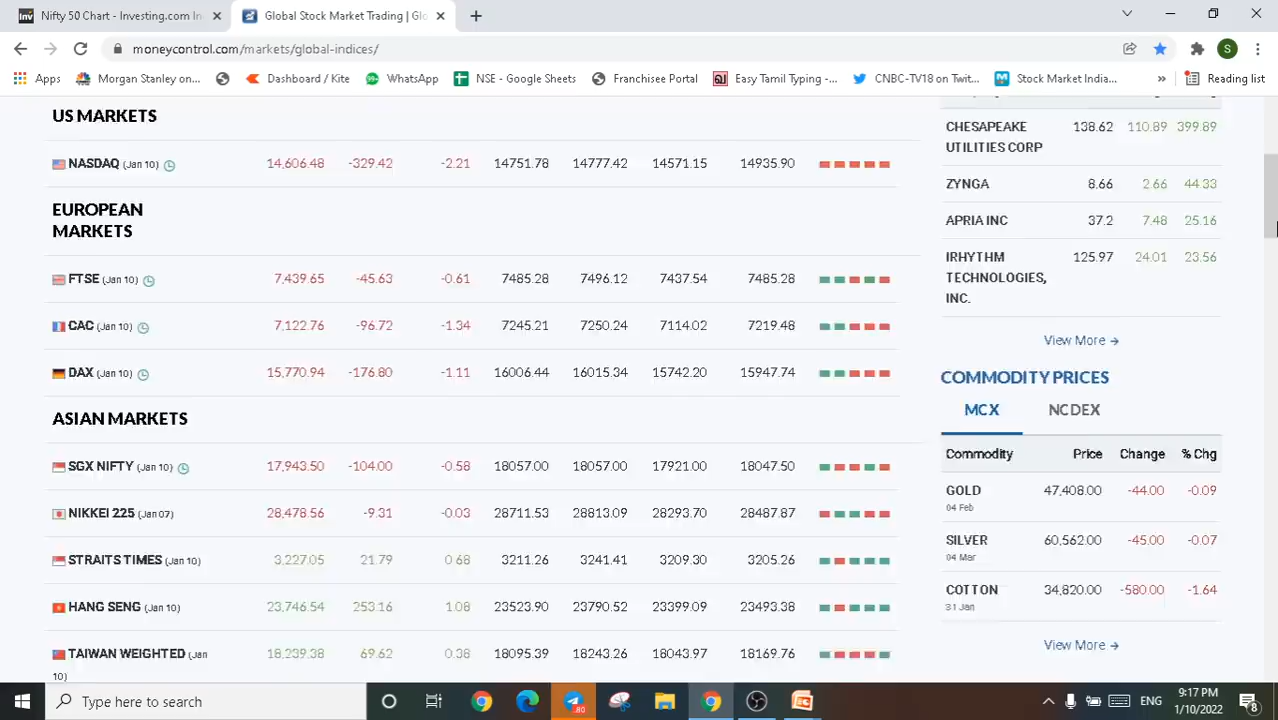 Nifty 50 Chart - Investing.com In
Global Stock Market Trading | Glo
moneycontrol.com/markets/global-indices/
S
Apps Morgan Stanley on... Dashboard / Kite WhatsApp NSE - Google Sheets Franchisee Portal Easy Tamil Typing -... CNBC-TV18 on Twit... Stock Market India... » Reading list
US MARKETS
NASDAQ (Jan 10) 14,606.48 -329.42 -2.21 14751.78 14777.42 14571.15 14935.90
EUROPEAN
MARKETS
FTSE (Jan 10) 7,439.65 -45.63 -0.61 7485.28 7496.12 7437.54 7485.28
CAC (Jan 10) 7,122.76 -96.72 -1.34 7245.21 7250.24 7114.02 7219.48
DAX (Jan 10) 15,770.94 -176.80 -1.11 16006.44 16015.34 15742.20 15947.74
ASIAN MARKETS
SGX NIFTY (Jan 10) 17,943.50 -104.00 -0.58 18057.00 18057.00 17921.00 18047.50
NIKKEI 225 (Jan 07) 28,478.56 -9.31 -0.03 28711.53 28813.09 28293.70 28487.87
STRAITS TIMES (Jan 10) 3,227.05 21.79 0.68 3211.26 3241.41 3209.30 3205.26
HANG SENG (Jan 10) 23,746.54 253.16 1.08 23523.90 23790.52 23399.09 23493.38
TAIWAN WEIGHTED (Jan 18,239.38 69.62 0.38 18095.39 18243.26 18043.97 18169.76
10)
CHESAPEAKE 138.62 110.89 399.89
UTILITIES CORP
ZYNGA 8.66 2.66 44.33
APRIA INC 37.2 7.48 25.16
IRHYTHM 125.97 24.01 23.56
TECHNOLOGIES,
INC.
View More →
COMMODITY PRICES
MCX NCDEX
Commodity Price Change % Chg
GOLD 47,408.00 -44.00 -0.09
04 Feb
SILVER 60,562.00 -45.00 -0.07
04 Mar
COTTON 34,820.00 -580.00 -1.64
31 Jan
View More →
Type here to search
80
ENG
9:17 PM
1/10/2022
8